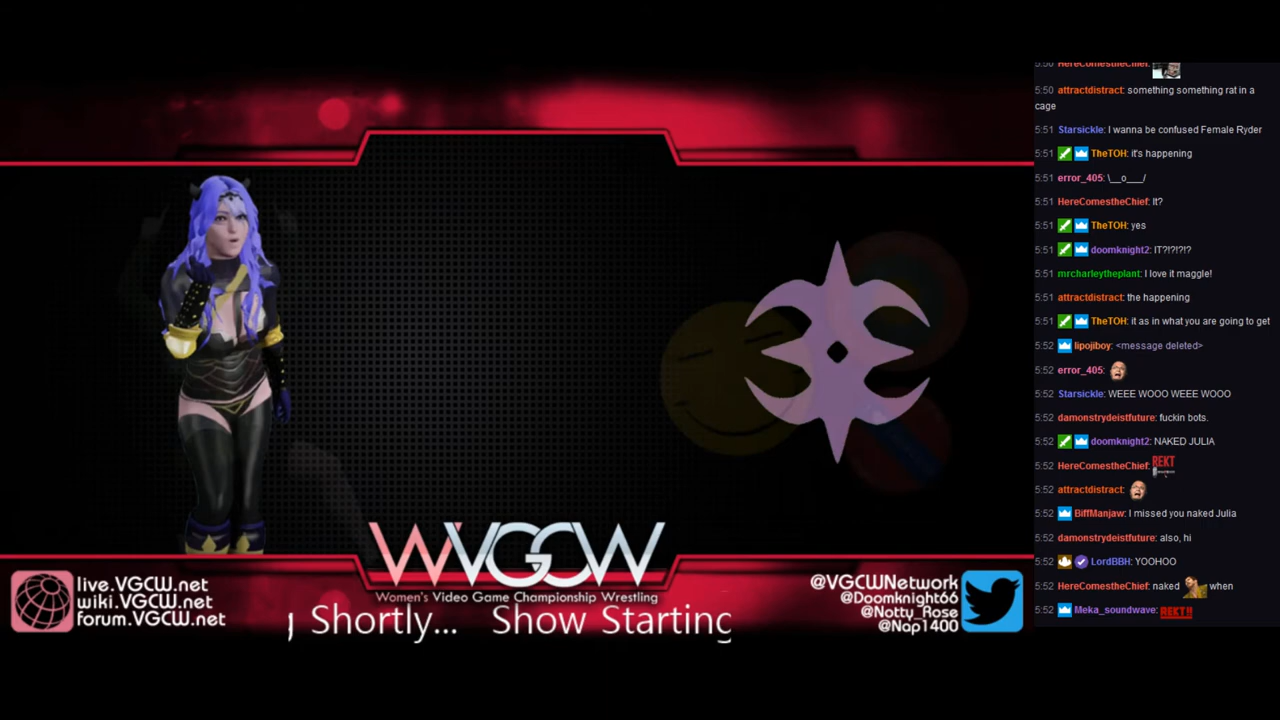 WVGCW
Women's Video Game Championship Wrestling
live.VGCW.net
wiki.VGCW.net
forum.VGCW.net
Shortly... Show Starting
@VGCWNetwork
@Doomknight66
@Notty_Rose
@Nap1400
5:50 HereComestheChief:
5:50 attractdistract: something something rat in a
cage
5:51 Starsickle: I wanna be confused Female Ryder
5:51 TheTOH: it's happening
5:51 error_405: \__o___/
5:51 HereComestheChief: It?
5:51 TheTOH: yes
5:51 doomknight2: IT?!?!?!?
5:51 mrcharleytheplant: I love it maggle!
5:51 attractdistract: the happening
5:51 TheTOH: it as in what you are going to get
5:52 lipojiboy: <message deleted>
5:52 error_405:
5:52 Starsickle: WEEE WOOO WEEE WOOO
5:52 damonstrydeistfuture: fuckin bots.
5:52 doomknight2: NAKED JULIA
5:52 HereComestheChief: REKT
5:52 attractdistract:
5:52 BiffManjaw: I missed you naked Julia
5:52 damonstrydeistfuture: also, hi
5:52 LordBBH: YOOHOO
5:52 HereComestheChief: naked when
5:52 Meka_soundwave: REKT!!